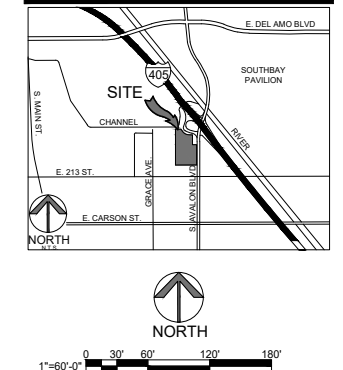 E. DEL AMO BLVD
405
SOUTHBAY
PAVILION
SITE
S. MAIN ST.
CHANNEL
RIVER
GRACE AVE.
S. AVALON BLVD
E. 213 ST.
E. CARSON ST.
NORTH
N.T.S.
NORTH
0 30' 60' 120' 180'
1"=60'-0"